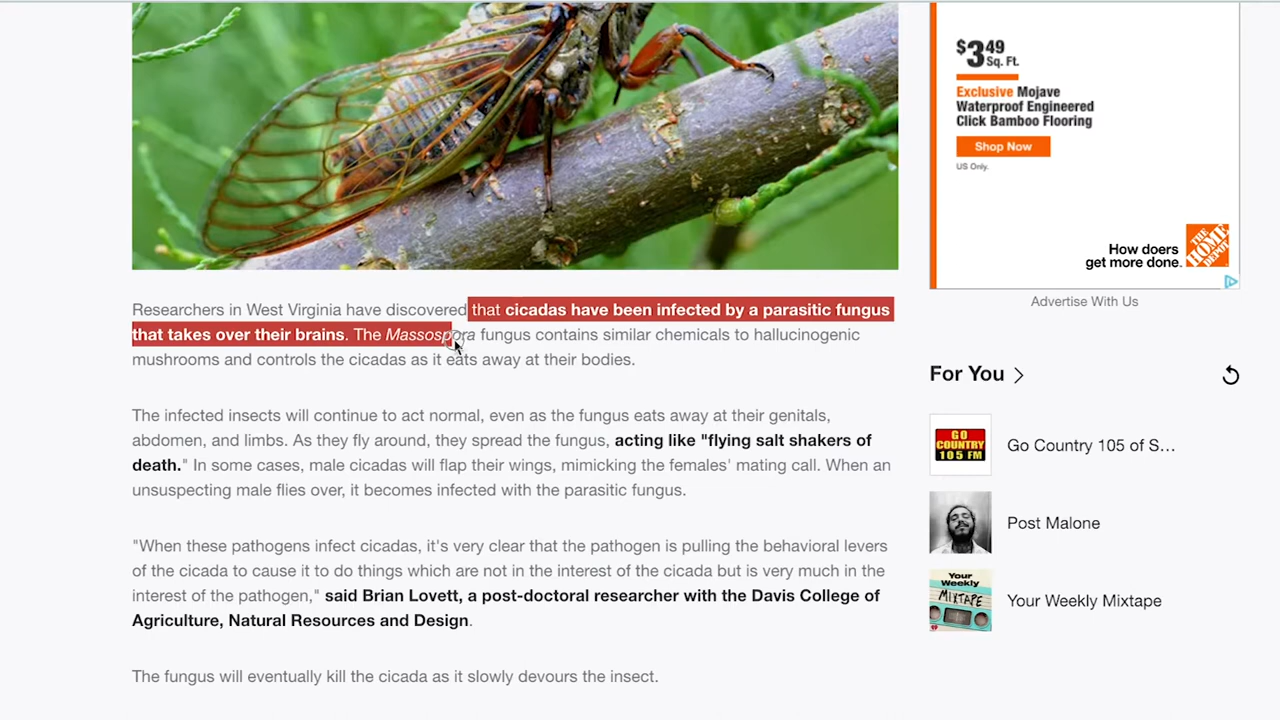 $3.49
Sq. Ft.
Exclusive Mojave
Waterproof Engineered
Click Bamboo Flooring
Shop Now
US Only.
How doers
get more done.
THE HOME DEPOT
Advertise With Us
Researchers in West Virginia have discovered that cicadas have been infected by a parasitic fungus
that takes over their brains. The Massospora fungus contains similar chemicals to hallucinogenic
mushrooms and controls the cicadas as it eats away at their bodies.
The infected insects will continue to act normal, even as the fungus eats away at their genitals,
abdomen, and limbs. As they fly around, they spread the fungus, acting like "flying salt shakers of
death." In some cases, male cicadas will flap their wings, mimicking the females' mating call. When an
unsuspecting male flies over, it becomes infected with the parasitic fungus.
"When these pathogens infect cicadas, it's very clear that the pathogen is pulling the behavioral levers
of the cicada to cause it to do things which are not in the interest of the cicada but is very much in the
interest of the pathogen," said Brian Lovett, a post-doctoral researcher with the Davis College of
Agriculture, Natural Resources and Design.
The fungus will eventually kill the cicada as it slowly devours the insect.
For You
GO
COUNTRY
105 FM
Go Country 105 of S…
Post Malone
Your
Weekly
MIXTAPE
Your Weekly Mixtape